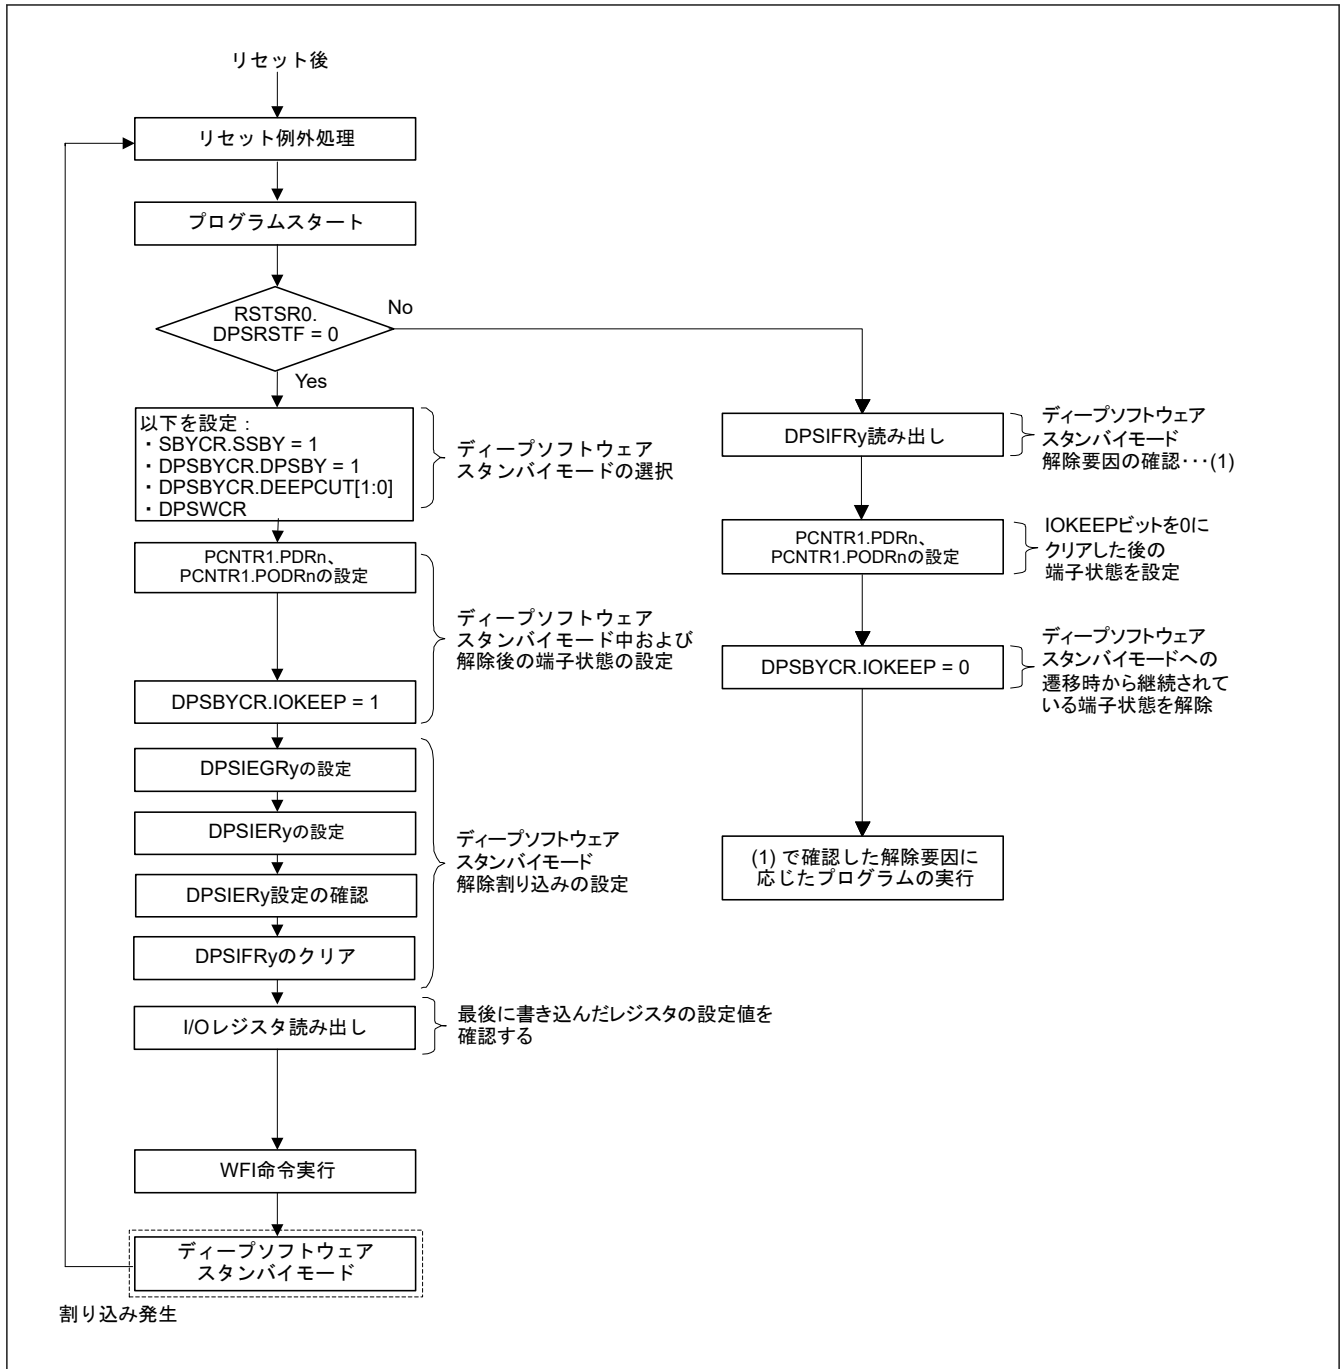 リセット後
リセット例外処理
プログラムスタート
RSTSR0.
DPSRSTF = 0
No
Yes
以下を設定：
・SBYCR.SSBY = 1
・DPSBYCR.DPSBY = 1
・DPSBYCR.DEEPCUT[1:0]
・DPSWCR
ディープソフトウェア
スタンバイモードの選択
PCNTR1.PDRn、
PCNTR1.PODRnの設定
DPSBYCR.IOKEEP = 1
ディープソフトウェア
スタンバイモード中および
解除後の端子状態の設定
DPSIEGRyの設定
DPSIERyの設定
DPSIERy設定の確認
DPSIFRyのクリア
ディープソフトウェア
スタンバイモード
解除割り込みの設定
I/Oレジスタ読み出し
最後に書き込んだレジスタの設定値を
確認する
WFI命令実行
ディープソフトウェア
スタンバイモード
割り込み発生
DPSIFRy読み出し
ディープソフトウェア
スタンバイモード
解除要因の確認･･･(1)
PCNTR1.PDRn、
PCNTR1.PODRnの設定
IOKEEPビットを0に
クリアした後の
端子状態を設定
DPSBYCR.IOKEEP = 0
ディープソフトウェア
スタンバイモードへの
遷移時から継続されて
いる端子状態を解除
(1) で確認した解除要因に
応じたプログラムの実行